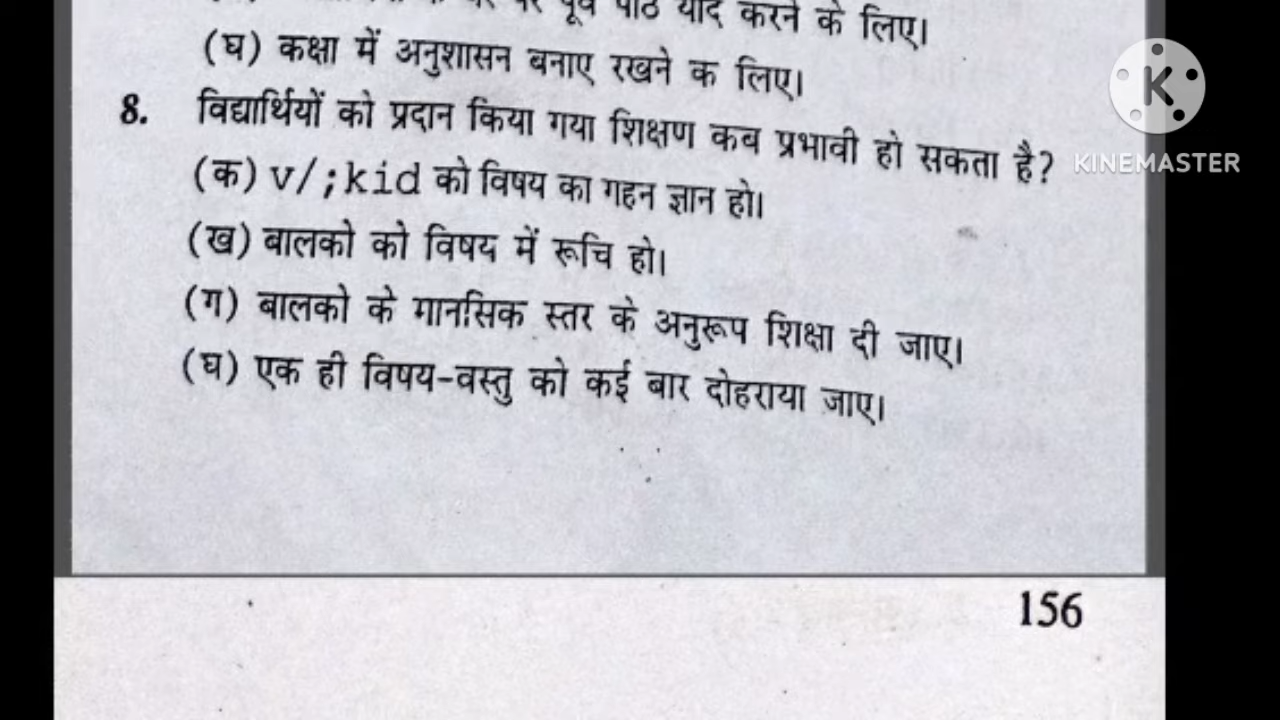 पूर्व पाठ याद करने के लिए।
(घ) कक्षा में अनुशासन बनाए रखने क लिए।
8. विद्यार्थियों को प्रदान किया गया शिक्षण कब प्रभावी हो सकता है?
(क) v/;kid को विषय का गहन ज्ञान हो।
(ख) बालको को विषय में रूचि हो।
(ग) बालको के मानसिक स्तर के अनुरूप शिक्षा दी जाए।
(घ) एक ही विषय-वस्तु को कई बार दोहराया जाए।
156
K
KINEMASTER